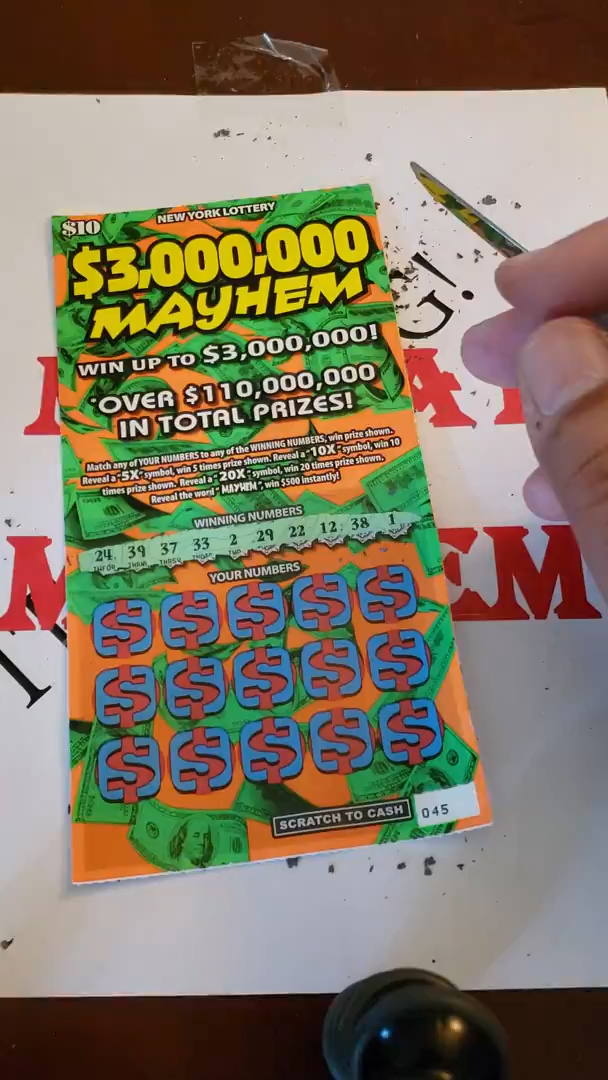 $10
NEW YORK LOTTERY
$3,000,000
MAYHEM
WIN UP TO $3,000,000!
*OVER $110,000,000
IN TOTAL PRIZES!
Match any of YOUR NUMBERS to any of the WINNING NUMBERS, win prize shown.
Reveal a "5X" symbol, win 5 times prize shown. Reveal a "10X" symbol, win 10
times prize shown. Reveal a "20X" symbol, win 20 times prize shown.
Reveal the word "MAYHEM", win $500 instantly!
WINNING NUMBERS
24 39 37 33 2 29 22 12 38 1
YOUR NUMBERS
$ $ $ $ $
$ $ $ $ $
$ $ $ $ $
SCRATCH TO CASH
045
G!
EM